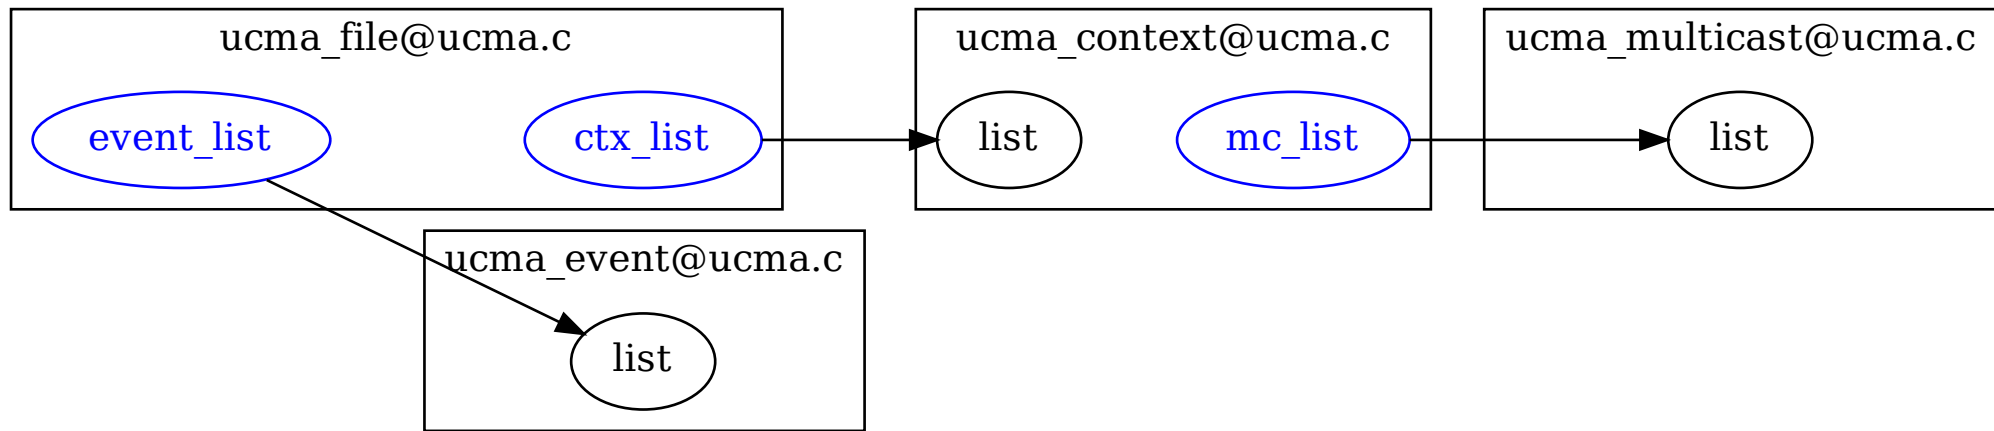 ucma_file@ucma.c
event_list
ctx_list
ucma_context@ucma.c
list
mc_list
ucma_multicast@ucma.c
list
ucma_event@ucma.c
list